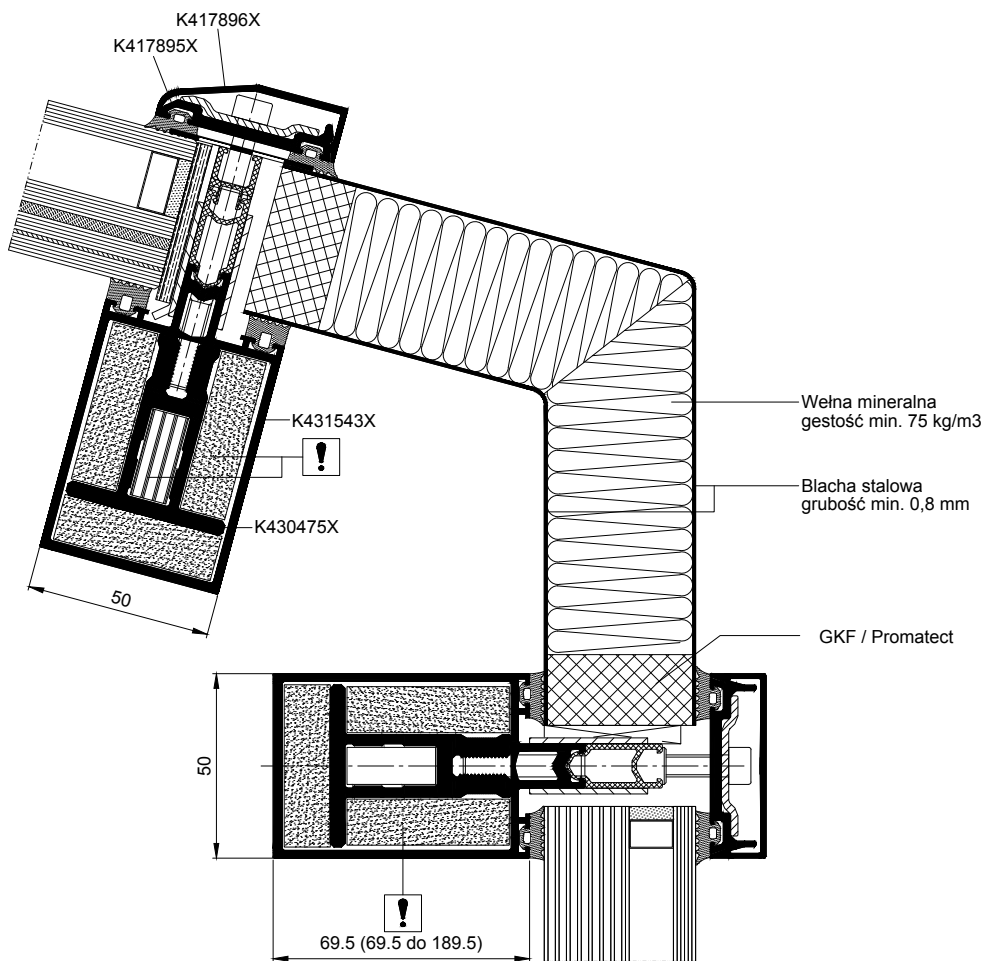 K417896X
K417895X
Wełna mineralna
gestość min. 75 kg/m3
K431543X
!
Blacha stalowa
grubość min. 0,8 mm
K430475X
50
GKF / Promatect
50
!
69.5 (69.5 do 189.5)